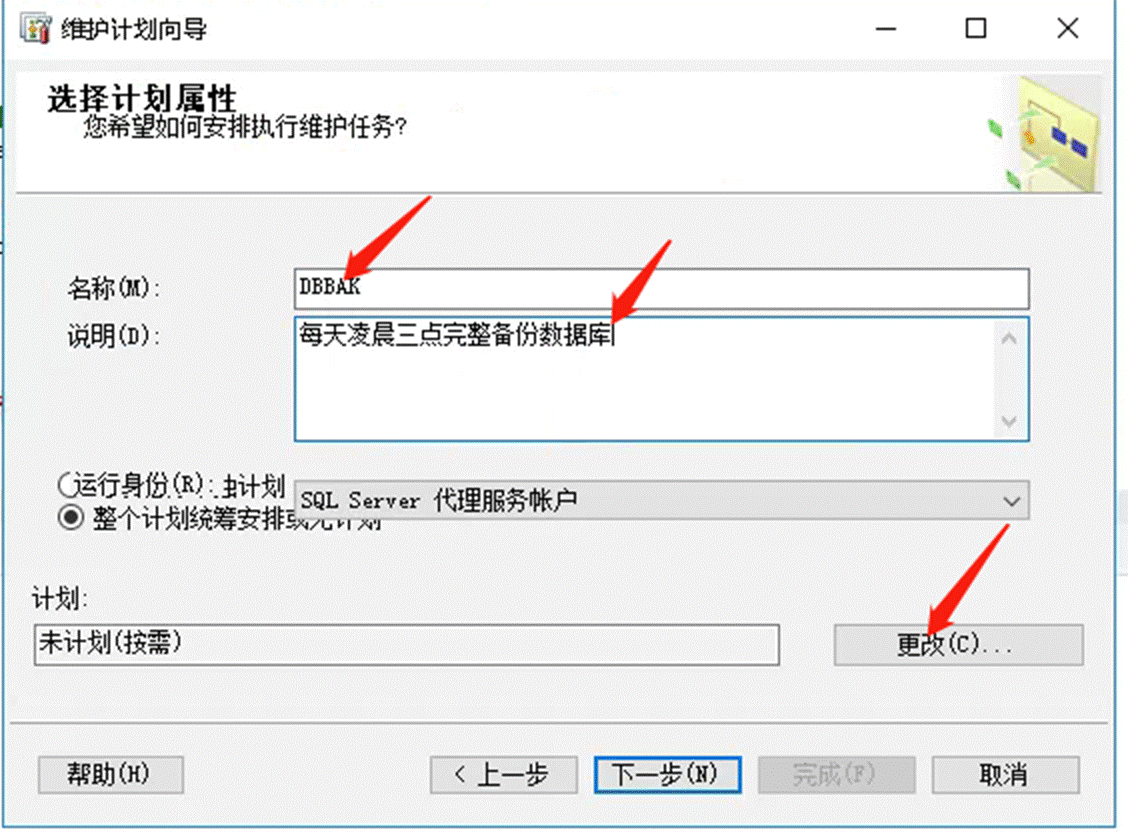 维护计划向导
选择计划属性
您希望如何安排执行维护任务?
名称(M):
DBBAK
说明(D):
每天凌晨三点完整备份数据库
运行身份(R):
计划
SQL Server 代理服务帐户
整个计划统筹安排或无计划
计划:
未计划(按需)
更改(C)...
帮助(H)
< 上一步
下一步(N)
完成(F)
取消